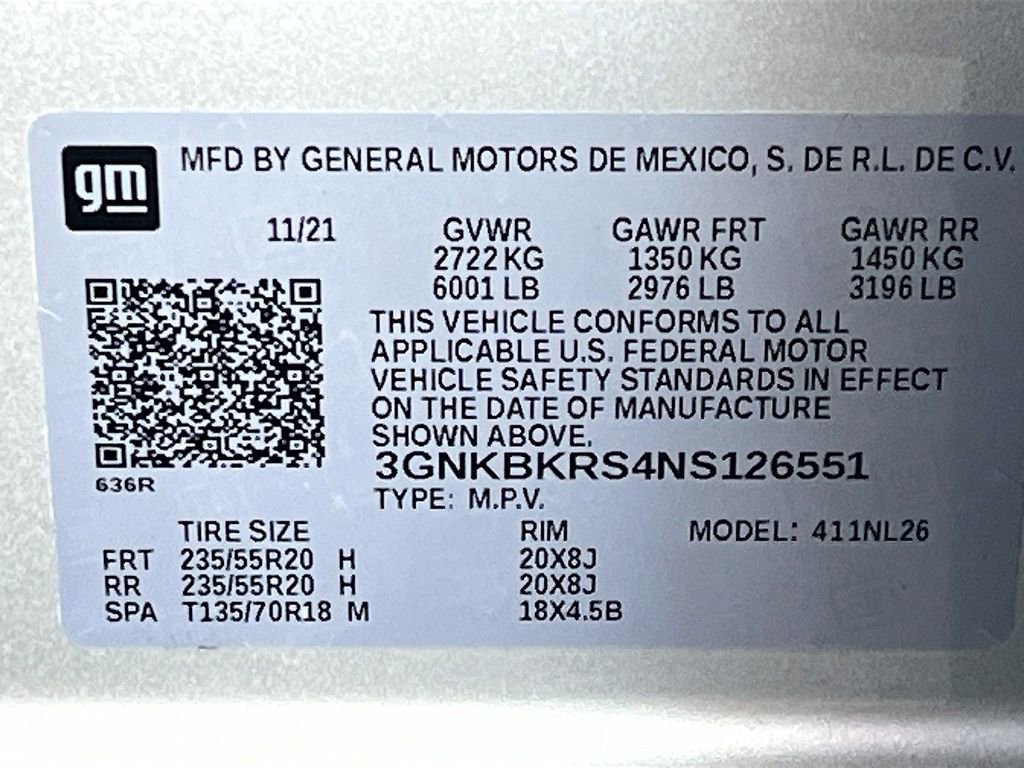 gm
MFD BY GENERAL MOTORS DE MEXICO, S. DE R.L. DE C.V.
11/21 GVWR GAWR FRT GAWR RR
2722 KG 1350 KG 1450 KG
6001 LB 2976 LB 3196 LB
THIS VEHICLE CONFORMS TO ALL
APPLICABLE U.S. FEDERAL MOTOR
VEHICLE SAFETY STANDARDS IN EFFECT
ON THE DATE OF MANUFACTURE
SHOWN ABOVE.
3GNKBKRS4NS126551
636R
TYPE: M.P.V.
TIRE SIZE RIM MODEL: 411NL26
FRT 235/55R20 H 20X8J
RR 235/55R20 H 20X8J
SPA T135/70R18 M 18X4.5B